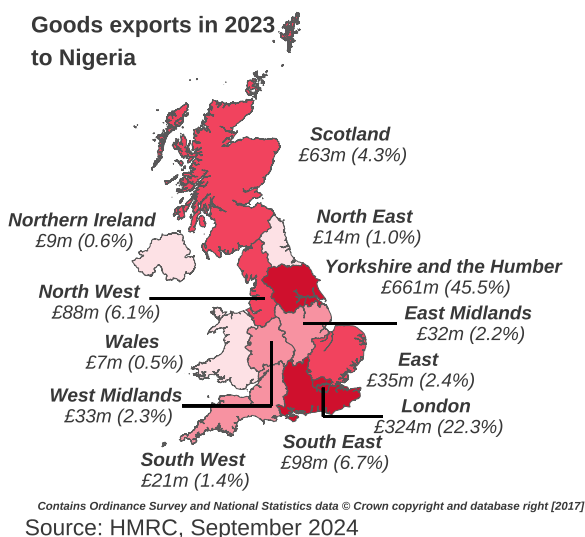 Goods exports in 2023
to Nigeria
Scotland
£63m (4.3%)
Northern Ireland
£9m (0.6%)
North East
£14m (1.0%)
Yorkshire and the Humber
£661m (45.5%)
North West
£88m (6.1%)
East Midlands
£32m (2.2%)
Wales
£7m (0.5%)
East
£35m (2.4%)
West Midlands
£33m (2.3%)
London
£324m (22.3%)
South East
£98m (6.7%)
South West
£21m (1.4%)
Contains Ordinance Survey and National Statistics data © Crown copyright and database right [2017]
Source: HMRC, September 2024